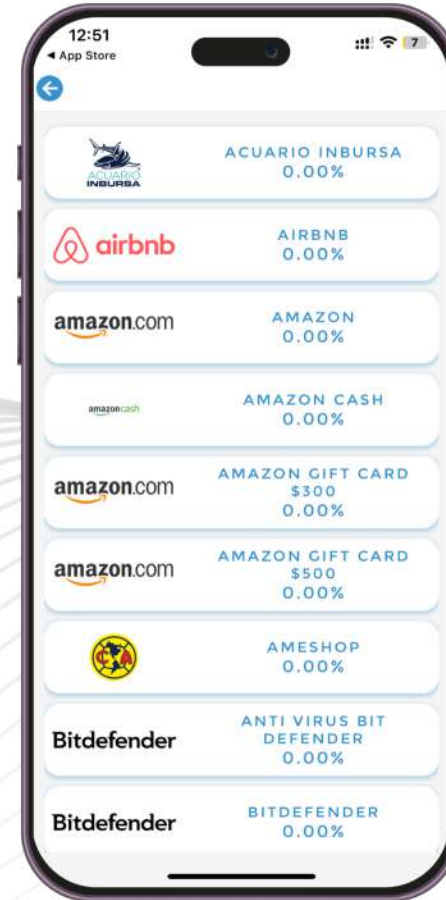 12:51
◄ App Store
7
ACUARIO
INBURSA
ACUARIO INBURSA
0.00%
airbnb
AIRBNB
0.00%
amazon.com
AMAZON
0.00%
amazoncash
AMAZON CASH
0.00%
amazon.com
AMAZON GIFT CARD
$300
0.00%
amazon.com
AMAZON GIFT CARD
$500
0.00%
CA
AMESHOP
0.00%
Bitdefender
ANTI VIRUS BIT
DEFENDER
0.00%
Bitdefender
BITDEFENDER
0.00%